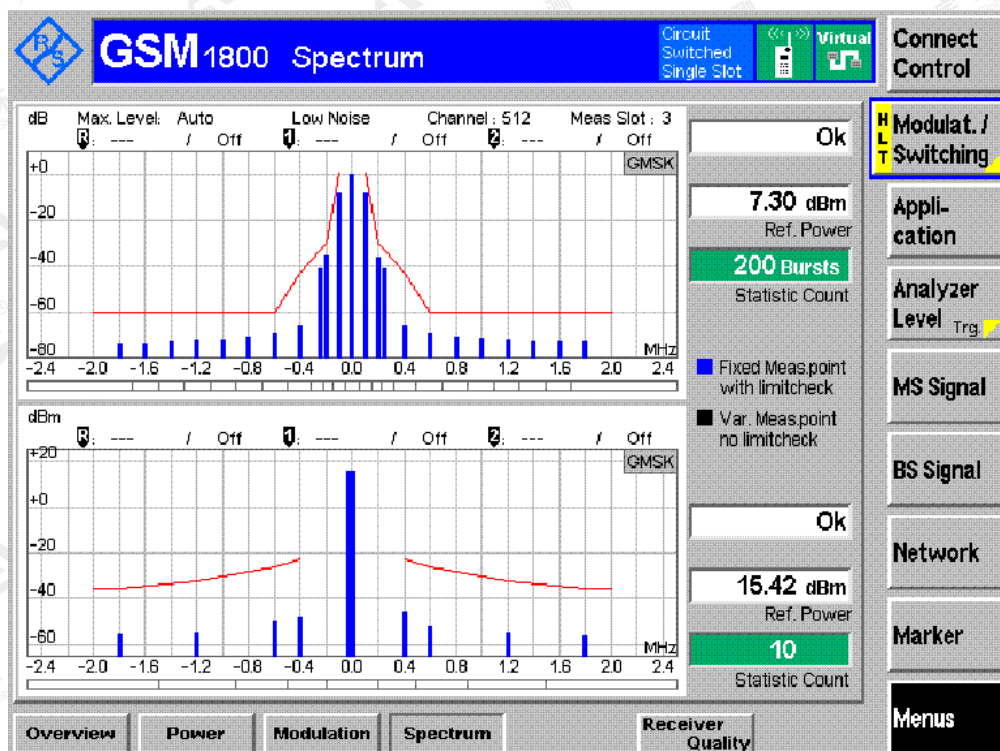 R/S
GSM 1800 Spectrum
Circuit
Switched
Single Slot
Virtual
Connect
Control
dB Max. Level: Auto Low Noise Channel : 512 Meas Slot : 3
R : --- / Off 1 : --- / Off 2 : --- / Off
GMSK
+0
-20
-40
-60
-80
MHz
-2.4 -2.0 -1.6 -1.2 -0.8 -0.4 0.0 0.4 0.8 1.2 1.6 2.0 2.4
Ok
7.30 dBm
Ref. Power
200 Bursts
Statistic Count
Fixed Meas.point
with limitcheck
Var. Meas.point
no limitcheck
dBm
R : --- / Off 1 : --- / Off 2 : --- / Off
GMSK
+20
+0
-20
-40
-60
MHz
-2.4 -2.0 -1.6 -1.2 -0.8 -0.4 0.0 0.4 0.8 1.2 1.6 2.0 2.4
Ok
15.42 dBm
Ref. Power
10
Statistic Count
HLT
Modulat. /
Switching
Appli-
cation
Analyzer
Level Trg.
MS Signal
BS Signal
Network
Marker
Menus
Overview Power Modulation Spectrum Receiver
Quality